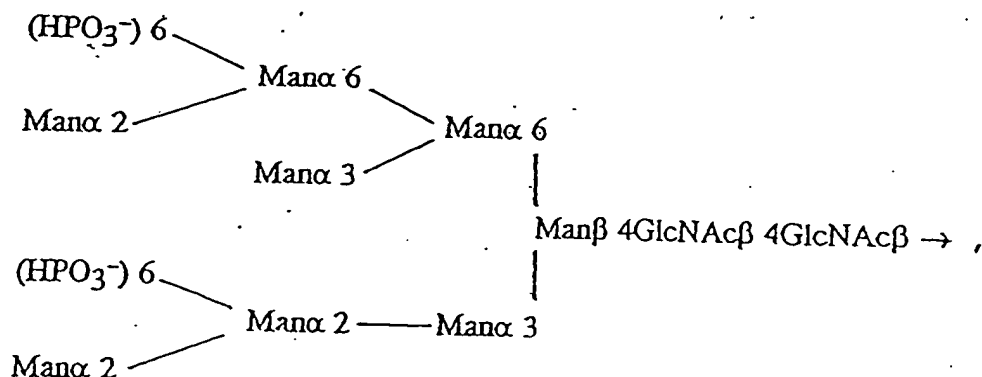 (HPO₃⁻) 6
Manα 6
Manα 2
Manα 6
Manα 3
Manβ 4GlcNAcβ 4GlcNAcβ → ,
(HPO₃⁻) 6
Manα 2 Manα 3
Manα 2